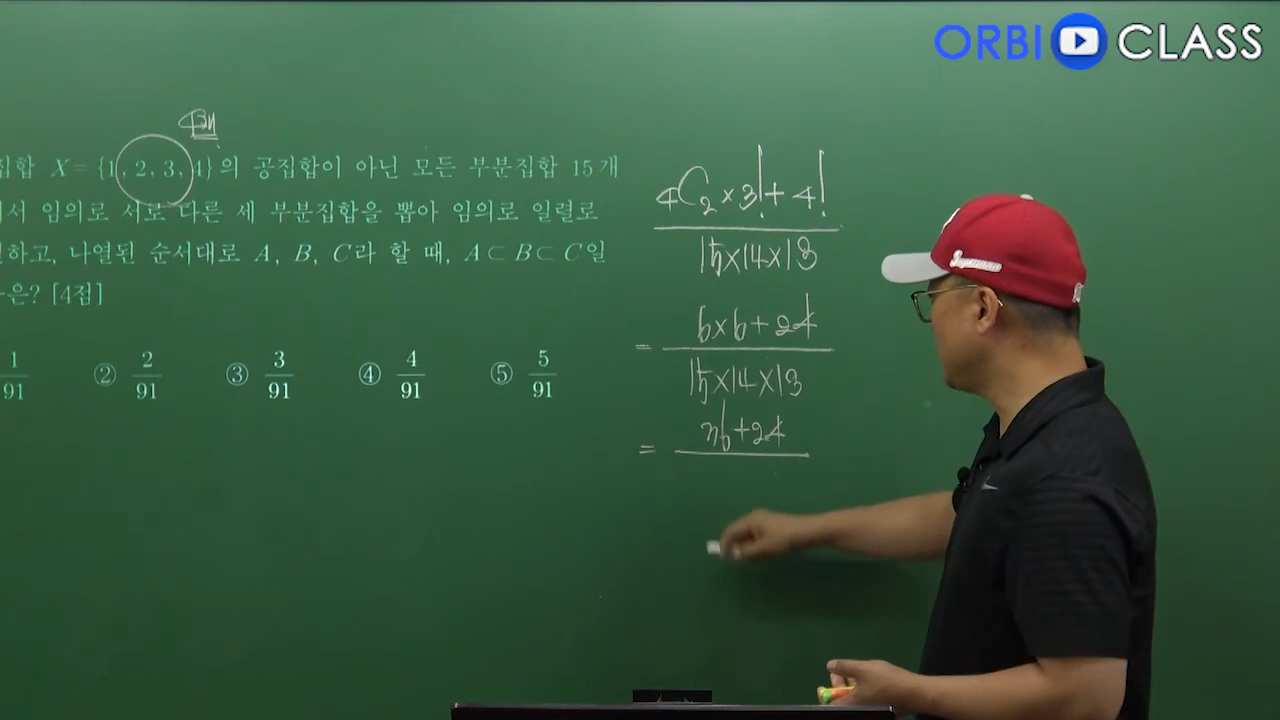 ORBI CLASS
집합 X = {1, 2, 3, 4}의 공집합이 아닌 모든 부분집합 15개
서 임의로 서로 다른 세 부분집합을 뽑아 임의로 일렬로
하고, 나열된 순서대로 A, B, C라 할 때, A⊂B⊂C일
은? [4점]
1/91 ② 2/91 ③ 3/91 ④ 4/91 ⑤ 5/91
₄C₂×3!+4!
15×14×13
= 6×6+24
15×14×13
= 36+24